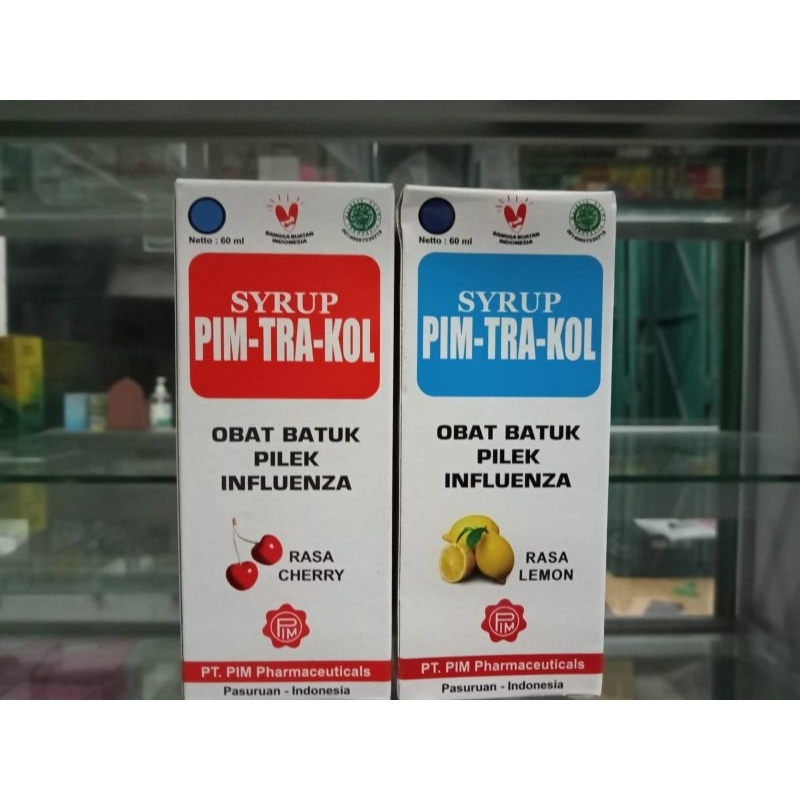 Netto : 60 ml
BANGGA BUATAN
INDONESIA
SYRUP
PIM-TRA-KOL
OBAT BATUK
PILEK
INFLUENZA
RASA
CHERRY
PIM
PT. PIM Pharmaceuticals
Pasuruan - Indonesia
Netto : 60 ml
BANGGA BUATAN
INDONESIA
SYRUP
PIM-TRA-KOL
OBAT BATUK
PILEK
INFLUENZA
RASA
LEMON
PIM
PT. PIM Pharmaceuticals
Pasuruan - Indonesia